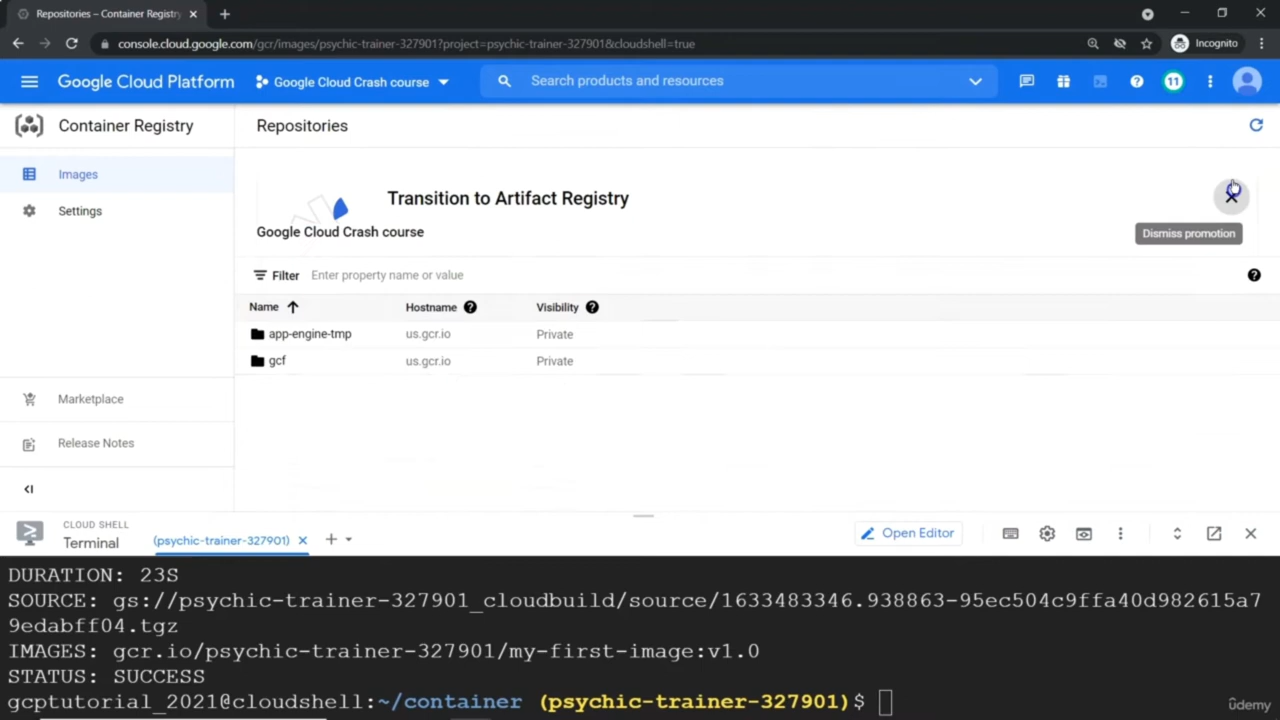 Repositories – Container Registry
console.cloud.google.com/gcr/images/psychic-trainer-327901?project=psychic-trainer-327901&cloudshell=true
Incognito
Google Cloud Platform
Google Cloud Crash course
Search products and resources
11
Container Registry
Repositories
Images
Settings
Transition to Artifact Registry
Google Cloud Crash course
Dismiss promotion
Filter
Enter property name or value
Name
Hostname
Visibility
app-engine-tmp
us.gcr.io
Private
gcf
us.gcr.io
Private
Marketplace
Release Notes
CLOUD SHELL
Terminal
(psychic-trainer-327901)
Open Editor
DURATION: 23S
SOURCE: gs://psychic-trainer-327901_cloudbuild/source/1633483346.938863-95ec504c9ffa40d982615a7
9edabff04.tgz
IMAGES: gcr.io/psychic-trainer-327901/my-first-image:v1.0
STATUS: SUCCESS
gcptutorial_2021@cloudshell:~/container (psychic-trainer-327901)$
ûdemy